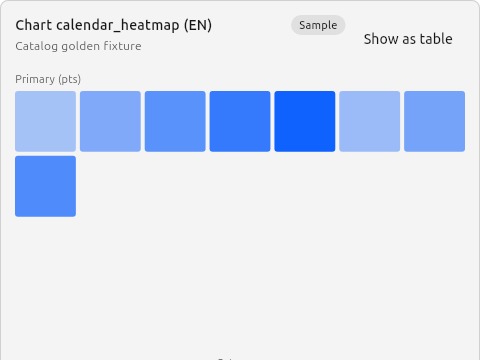 Chart calendar_heatmap (EN)
Sample
Show as table
Catalog golden fixture
Primary (pts)